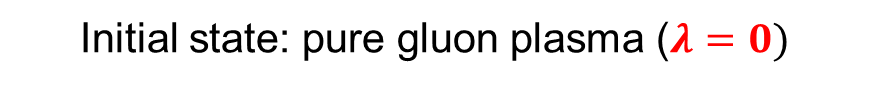 Initial state: pure gluon plasma (λ = 0)